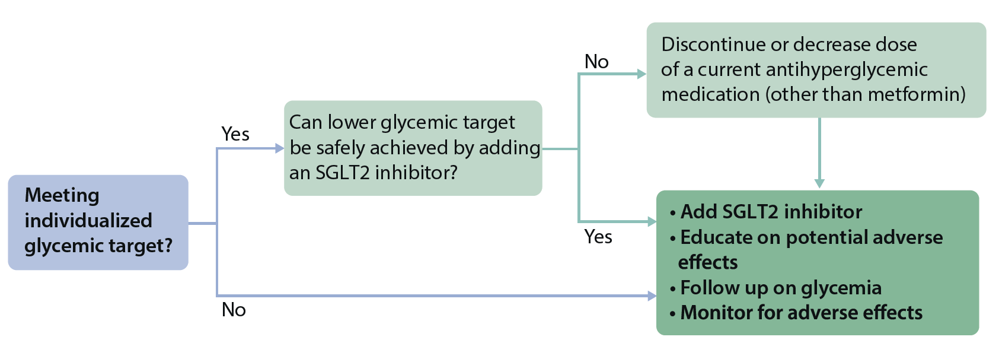 Meeting
individualized
glycemic target?
Yes
No
Can lower glycemic target
be safely achieved by adding
an SGLT2 inhibitor?
No
Yes
Discontinue or decrease dose
of a current antihyperglycemic
medication (other than metformin)
• Add SGLT2 inhibitor
• Educate on potential adverse
effects
• Follow up on glycemia
• Monitor for adverse effects